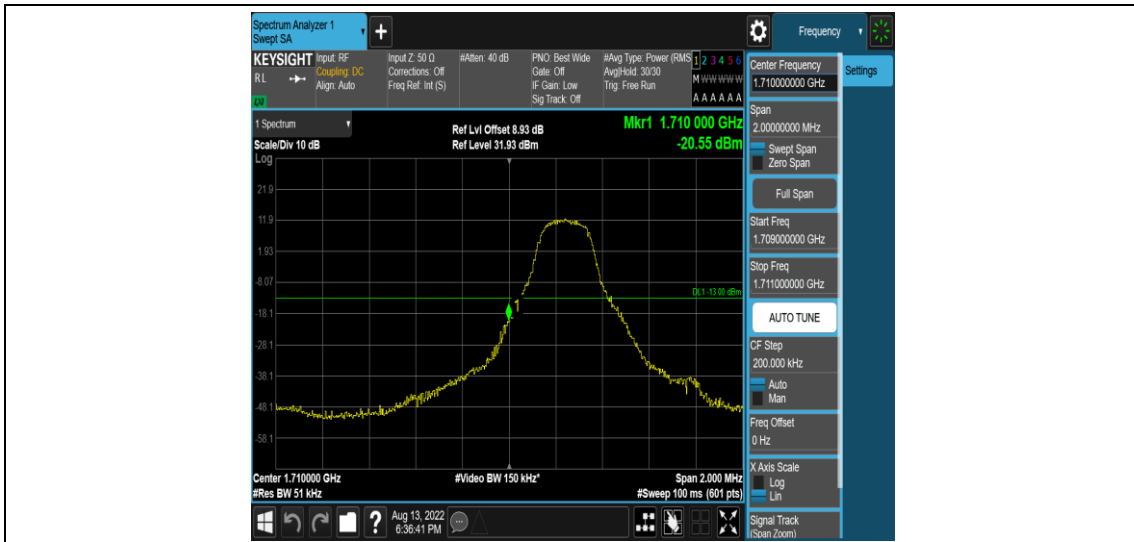 Spectrum Analyzer 1
Swept SA
+
Frequency
KEYSIGHT
RL
LXI
Input: RF
Coupling: DC
Align: Auto
Input Z: 50 Ω
Corrections: Off
Freq Ref: Int (S)
#Atten: 40 dB
PNO: Best Wide
Gate: Off
IF Gain: Low
Sig Track: Off
#Avg Type: Power (RMS
Avg|Hold: 30/30
Trig: Free Run
1 2 3 4 5 6
M W W W W W
A A A A A A
1 Spectrum
Scale/Div 10 dB
Log
Ref Lvl Offset 8.93 dB
Ref Level 31.93 dBm
Mkr1 1.710 000 GHz
-20.55 dBm
21.9
11.9
1.93
-8.07
-18.1
-28.1
-38.1
-48.1
-58.1
DL1 -13.00 dBm
1
Center 1.710000 GHz
#Res BW 51 kHz
#Video BW 150 kHz*
Span 2.000 MHz
#Sweep 100 ms (601 pts)
Center Frequency
1.710000000 GHz
Settings
Span
2.00000000 MHz
Swept Span
Zero Span
Full Span
Start Freq
1.709000000 GHz
Stop Freq
1.711000000 GHz
AUTO TUNE
CF Step
200.000 kHz
Auto
Man
Freq Offset
0 Hz
X Axis Scale
Log
Lin
Signal Track
(Span Zoom)
?
Aug 13, 2022
6:36:41 PM